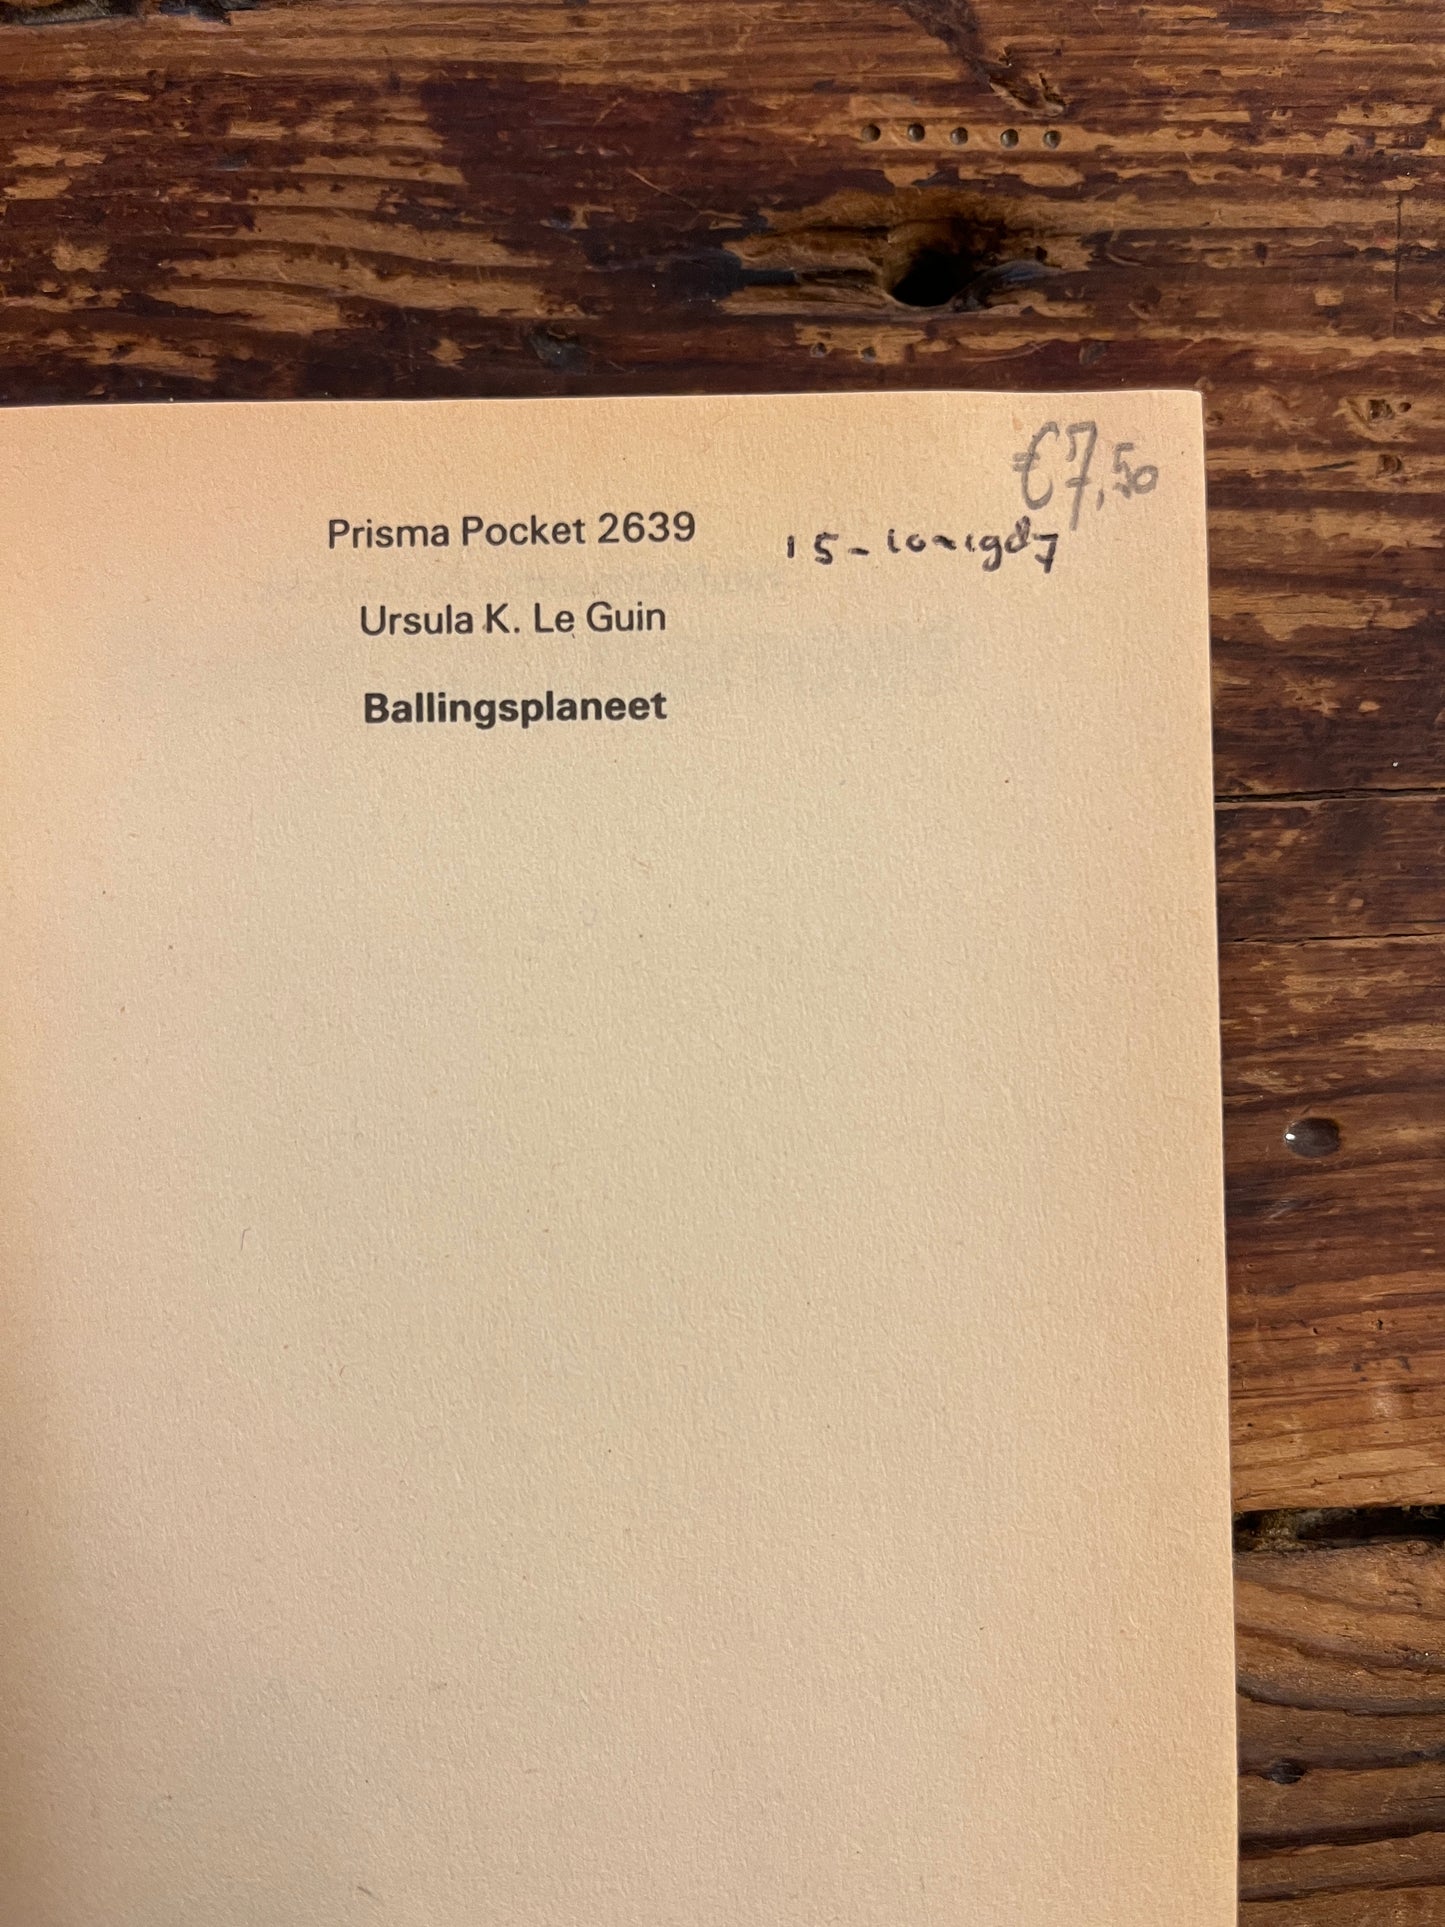 €7,50
Prisma Pocket 2639
15-10-1987
Ursula K. Le Guin
Ballingsplaneet